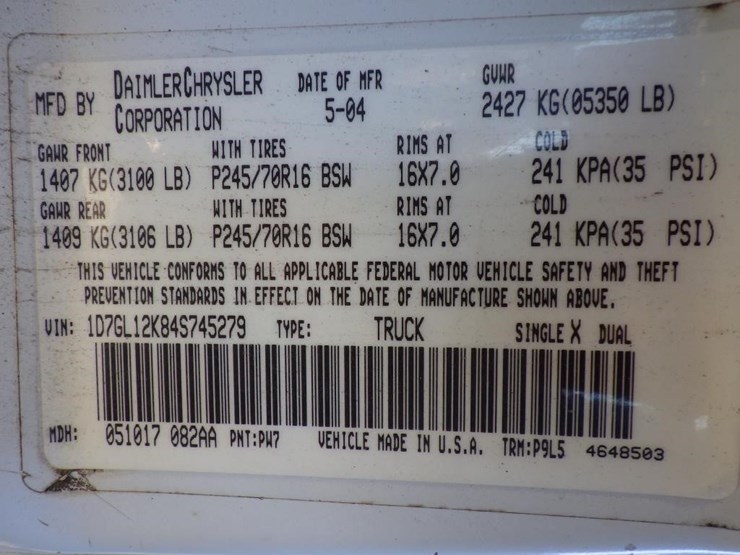 MFD BY DAIMLERCHRYSLER CORPORATION DATE OF MFR 5-04 GVWR 2427 KG(05350 LB)
GAWR FRONT WITH TIRES RIMS AT COLD
1407 KG(3100 LB) P245/70R16 BSW 16X7.0 241 KPA(35 PSI)
GAWR REAR WITH TIRES RIMS AT COLD
1409 KG(3106 LB) P245/70R16 BSW 16X7.0 241 KPA(35 PSI)
THIS VEHICLE CONFORMS TO ALL APPLICABLE FEDERAL MOTOR VEHICLE SAFETY AND THEFT
PREVENTION STANDARDS IN EFFECT ON THE DATE OF MANUFACTURE SHOWN ABOVE.
VIN: 1D7GL12K84S745279 TYPE: TRUCK SINGLE X DUAL
MDH: 051017 082AA PNT:PW7 VEHICLE MADE IN U.S.A. TRM:P9L5 4648503